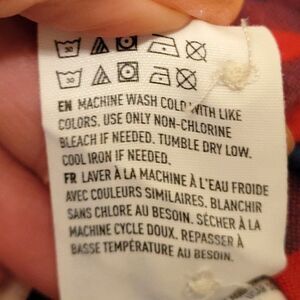 30
30
EN MACHINE WASH COLD WITH LIKE
COLORS. USE ONLY NON-CHLORINE
BLEACH IF NEEDED. TUMBLE DRY LOW.
COOL IRON IF NEEDED.
FR LAVER À LA MACHINE À L'EAU FROIDE
AVEC COULEURS SIMILAIRES. BLANCHIR
SANS CHLORE AU BESOIN. SÉCHER À LA
MACHINE CYCLE DOUX. REPASSER À
BASSE TEMPÉRATURE AU BESOIN.